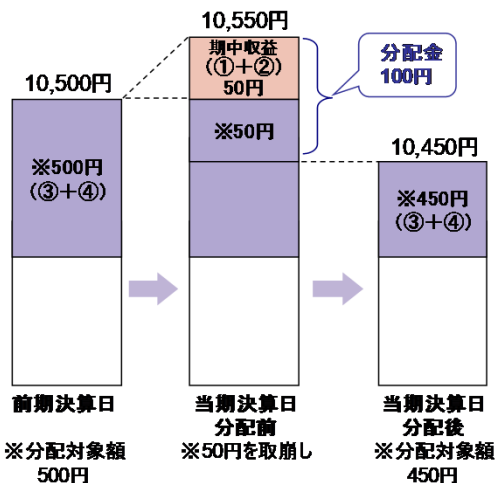 10,500円
※500円
(③+④)
前期決算日
※分配対象額
500円
10,550円
期中収益
(①+②)
50円
※50円
分配金
100円
当期決算日
分配前
※50円を取崩し
10,450円
※450円
(③+④)
当期決算日
分配後
※分配対象額
450円